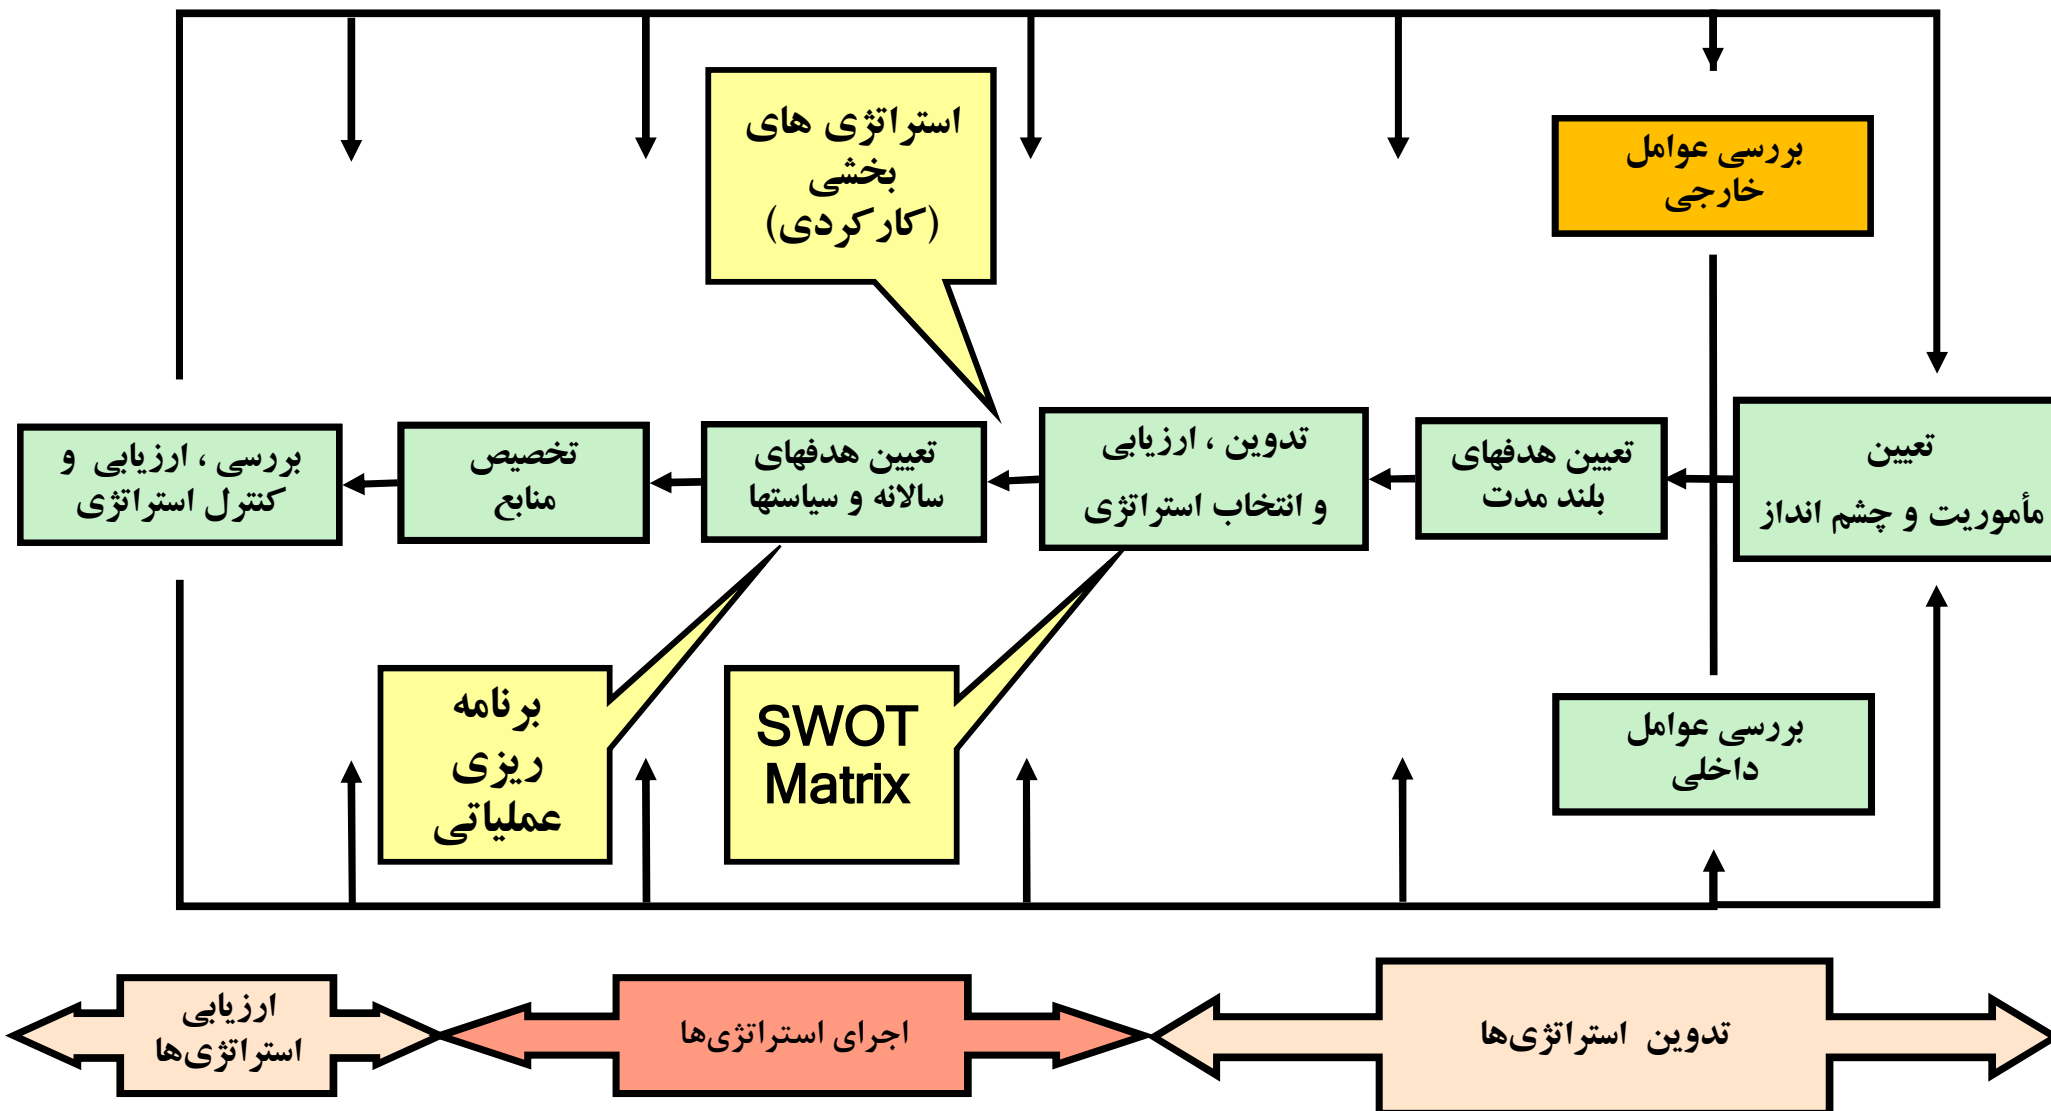 استراتژی های
بخشی
(کارکردی)
بررسی عوامل
خارجی
تعیین
مأموریت و چشم انداز
تعیین هدفهای
بلند مدت
تدوین ، ارزیابی
و انتخاب استراتژی
تعیین هدفهای
سالانه و سیاستها
تخصیص
منابع
بررسی ، ارزیابی و
کنترل استراتژی
بررسی عوامل
داخلی
SWOT
Matrix
برنامه
ریزی
عملیاتی
تدوین استراتژی‌ها
اجرای استراتژی‌ها
ارزیابی
استراتژی‌ها